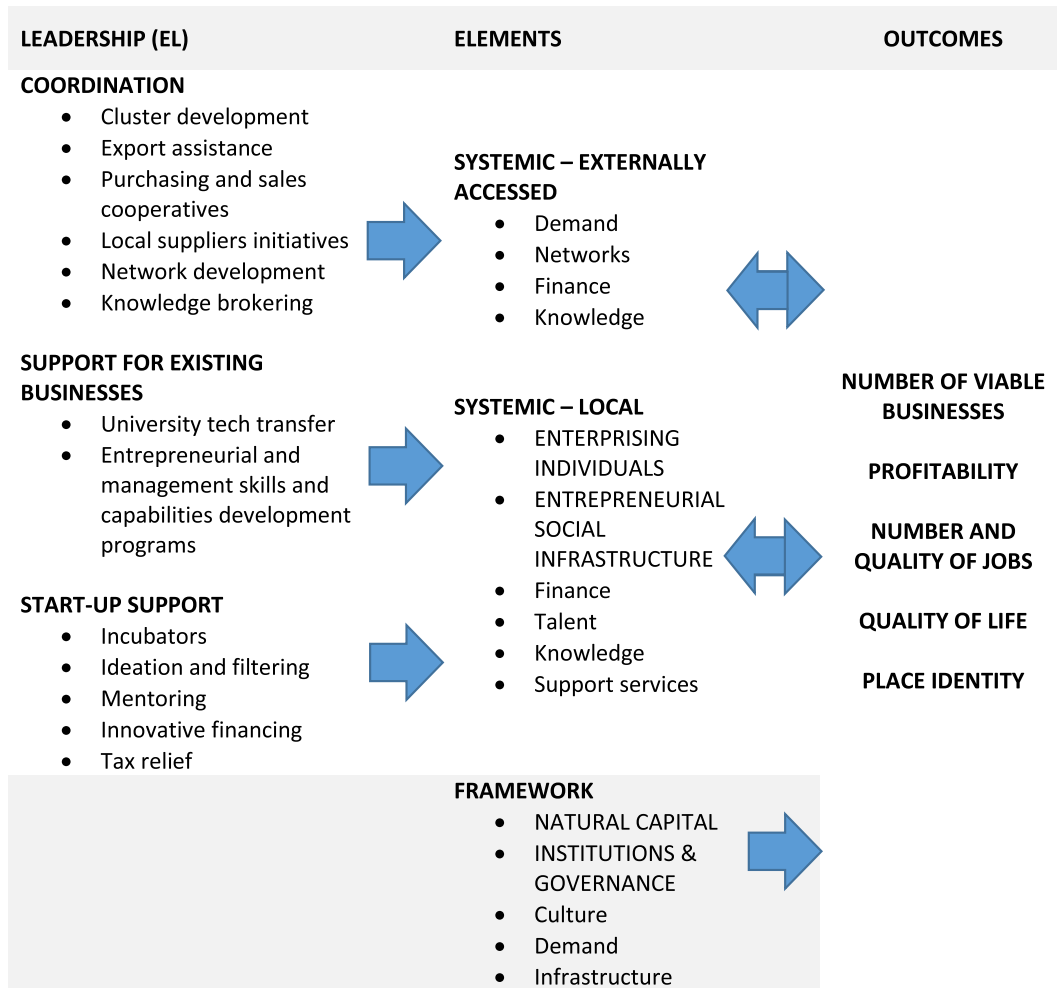 LEADERSHIP (EL)
ELEMENTS
OUTCOMES
COORDINATION
• Cluster development
• Export assistance
• Purchasing and sales
cooperatives
• Local suppliers initiatives
• Network development
• Knowledge brokering
SUPPORT FOR EXISTING
BUSINESSES
• University tech transfer
• Entrepreneurial and
management skills and
capabilities development
programs
START-UP SUPPORT
• Incubators
• Ideation and filtering
• Mentoring
• Innovative financing
• Tax relief
SYSTEMIC – EXTERNALLY
ACCESSED
• Demand
• Networks
• Finance
• Knowledge
SYSTEMIC – LOCAL
• ENTERPRISING
INDIVIDUALS
• ENTREPRENEURIAL
SOCIAL
INFRASTRUCTURE
• Finance
• Talent
• Knowledge
• Support services
FRAMEWORK
• NATURAL CAPITAL
• INSTITUTIONS &
GOVERNANCE
• Culture
• Demand
• Infrastructure
NUMBER OF VIABLE
BUSINESSES
PROFITABILITY
NUMBER AND
QUALITY OF JOBS
QUALITY OF LIFE
PLACE IDENTITY